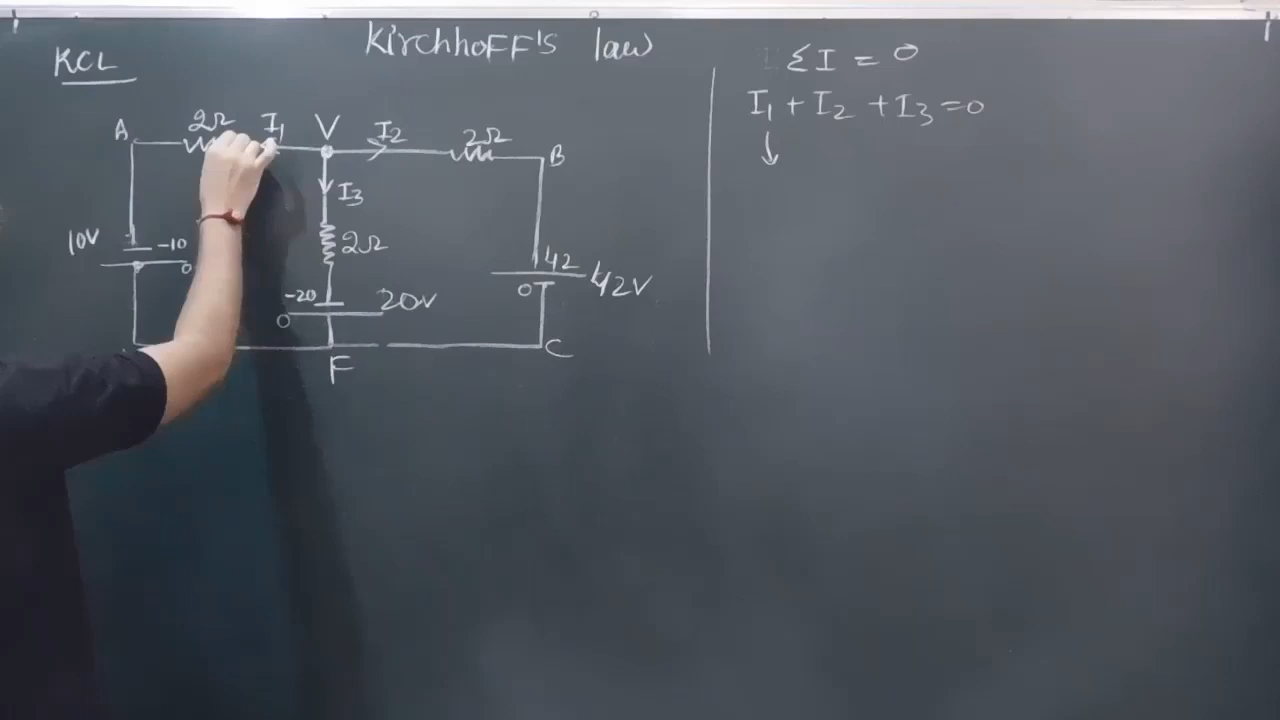 Kirchhoff's law
KCL
A 2Ω I1 V I2 2Ω B
I3
10V -10 0 2Ω
42 42V
0
-20 20V
0
F C
ΣI = 0
I1 + I2 + I3 = 0
↓